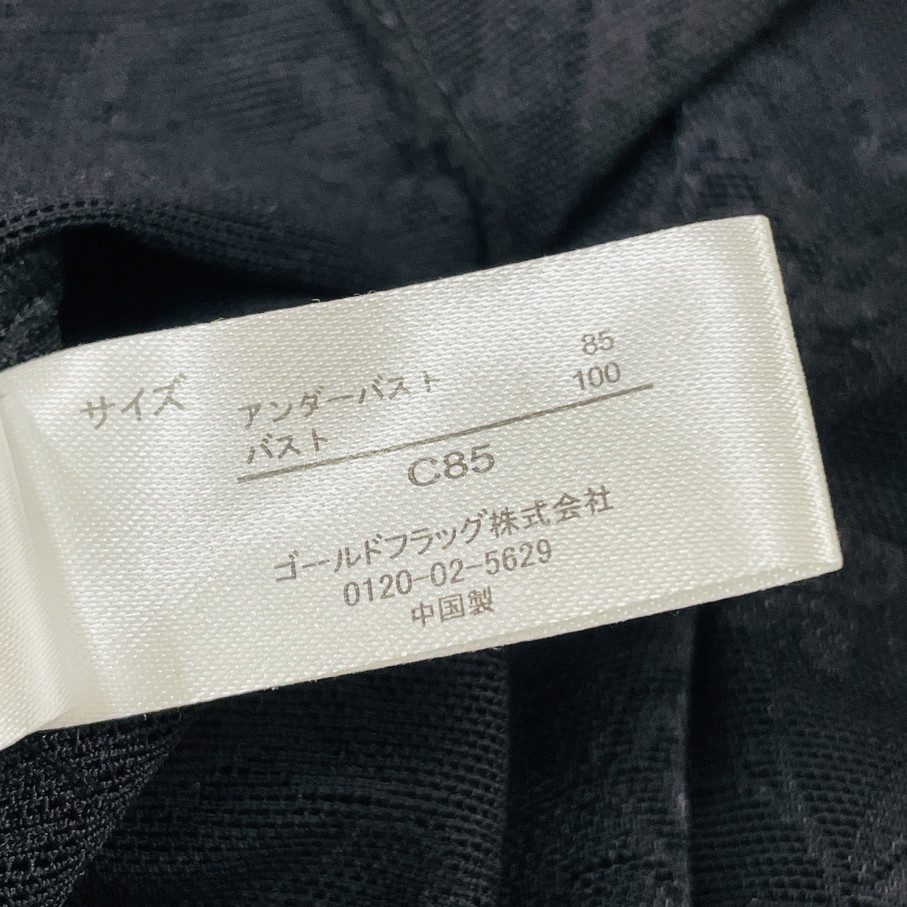 サイズ アンダーバスト 85
バスト 100
C85
ゴールドフラッグ株式会社
0120-02-5629
中国製